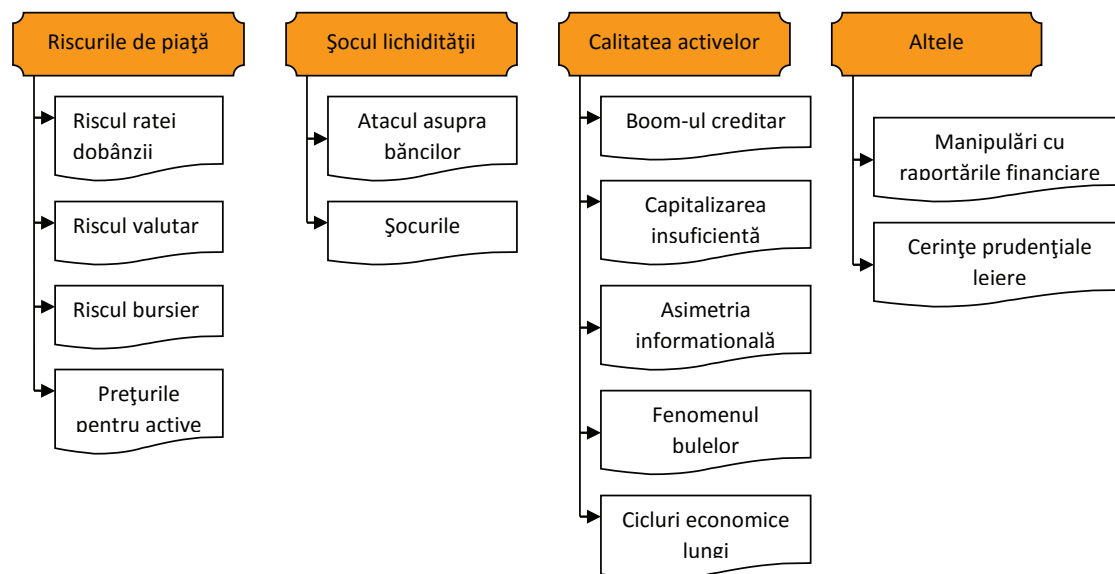 Riscurile de piaţă
Riscul ratei
dobânzii
Riscul valutar
Riscul bursier
Preţurile
pentru active
Şocul lichidităţii
Atacul asupra
băncilor
Şocurile
Calitatea activelor
Boom-ul creditar
Capitalizarea
insuficientă
Asimetria
informaţională
Fenomenul
bulelor
Cicluri economice
lungi
Altele
Manipulări cu
raportările financiare
Cerinţe prudenţiale
lejere